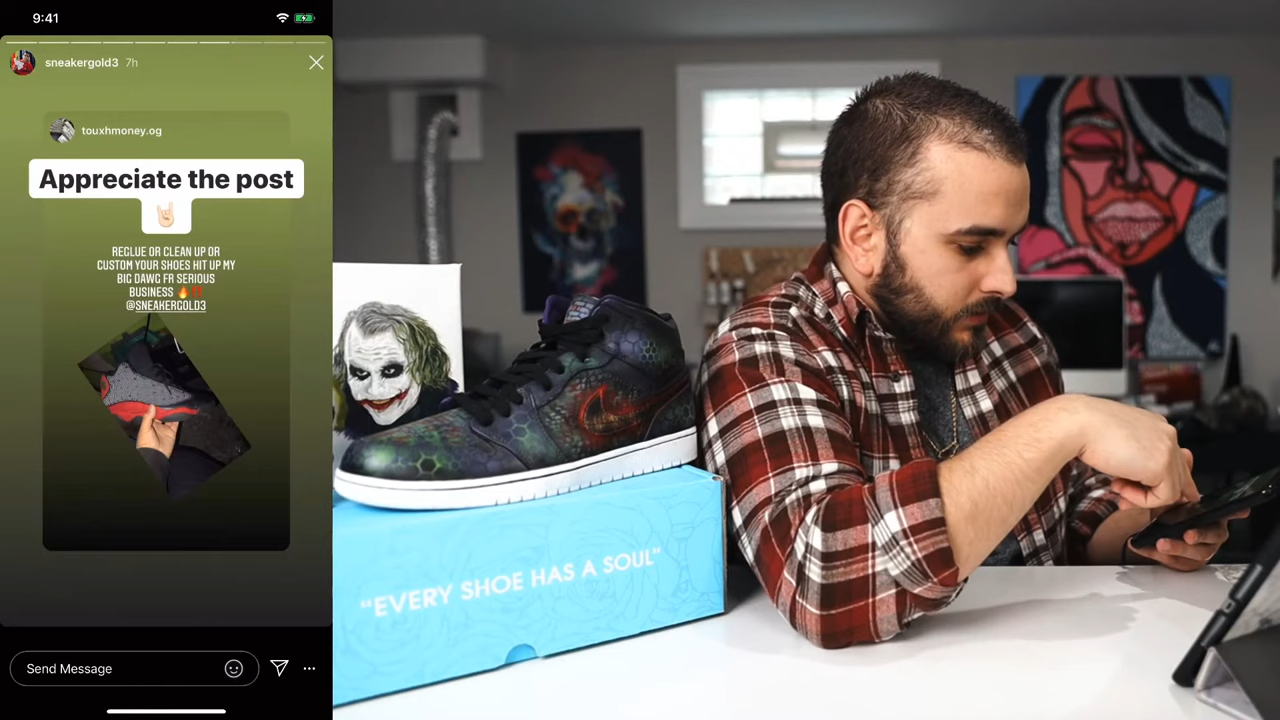 9:41
sneakergold3 7h
touxhmoney.og
Appreciate the post
🤘🏻
REGLUE OR CLEAN UP OR
CUSTOM YOUR SHOES HIT UP MY
BIG DAWG FR SERIOUS
BUSINESS 🔥‼️
@SNEAKERGOLD3
Send Message
"EVERY SHOE HAS A SOUL"